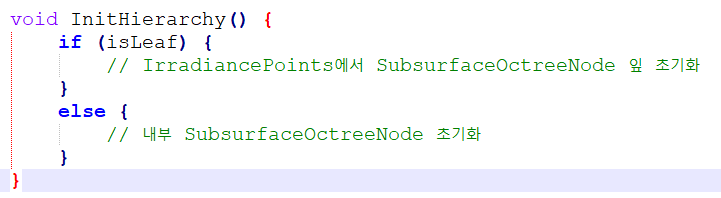 void InitHierarchy() {
    if (isLeaf) {
        // IrradiancePoints에서 SubsurfaceOctreeNode 잎 초기화
    }
    else {
        // 내부 SubsurfaceOctreeNode 초기화
    }
}